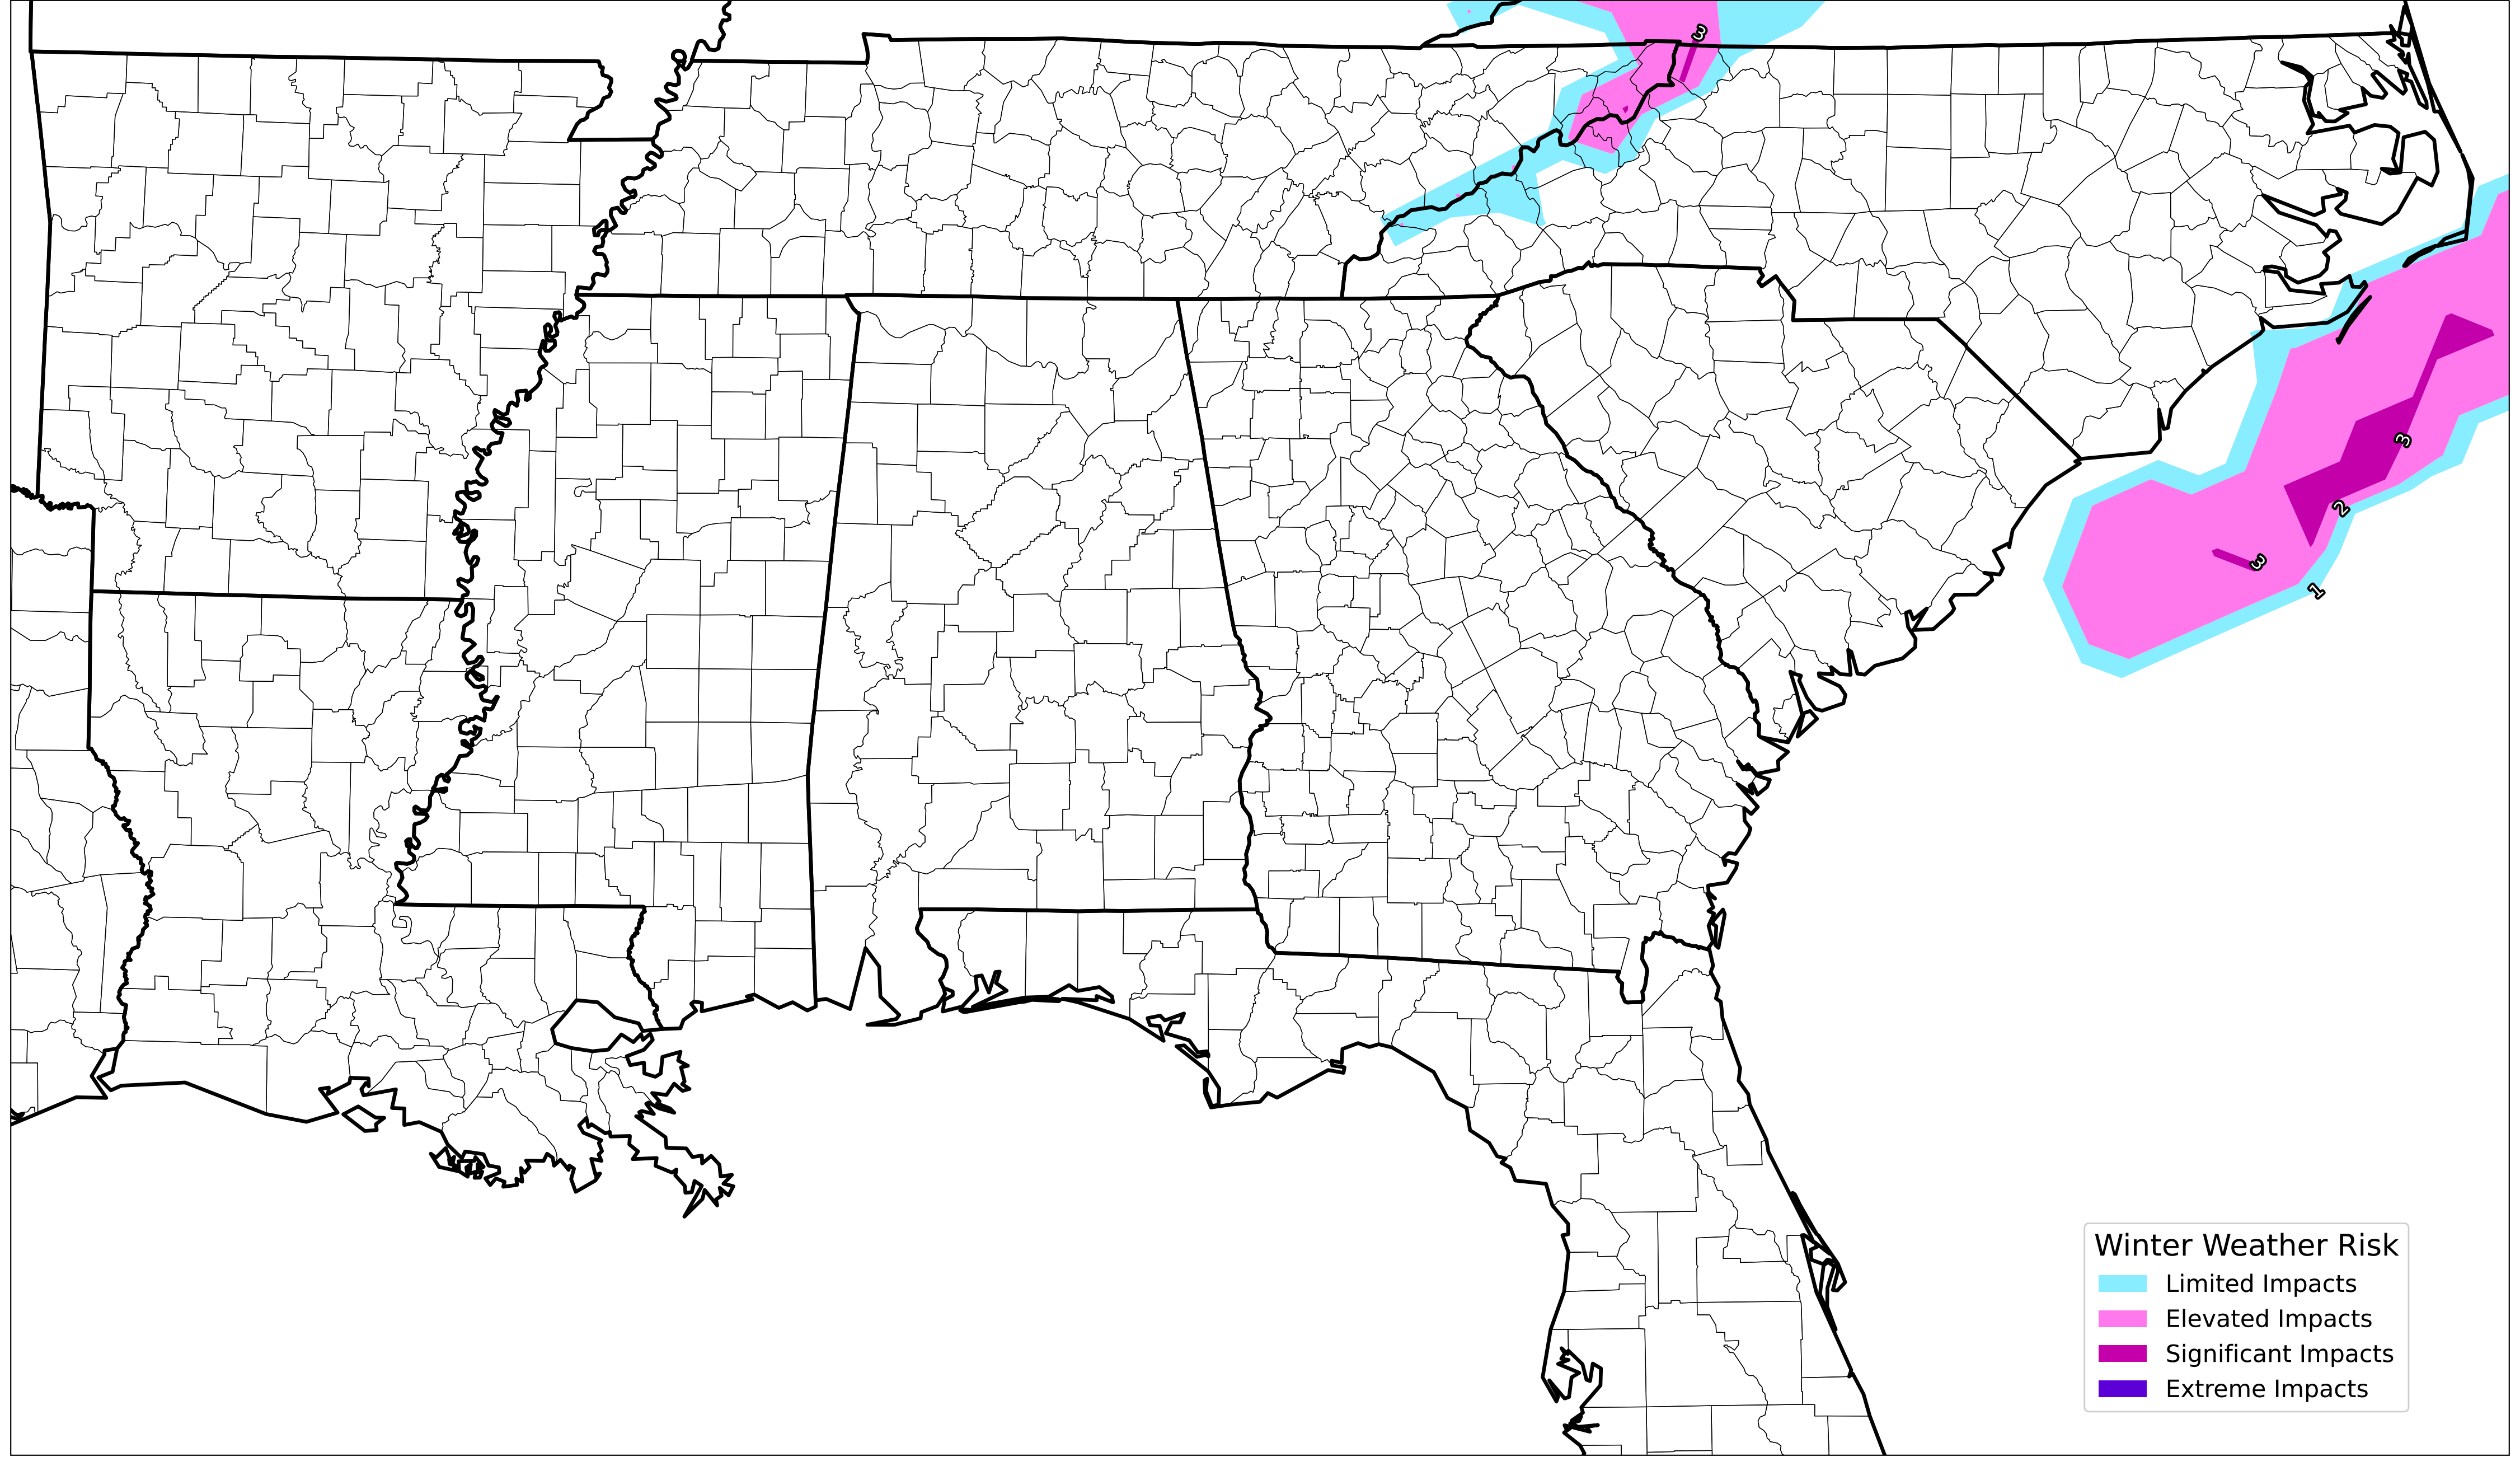 3
3
2
3
1
Winter Weather Risk
Limited Impacts
Elevated Impacts
Significant Impacts
Extreme Impacts